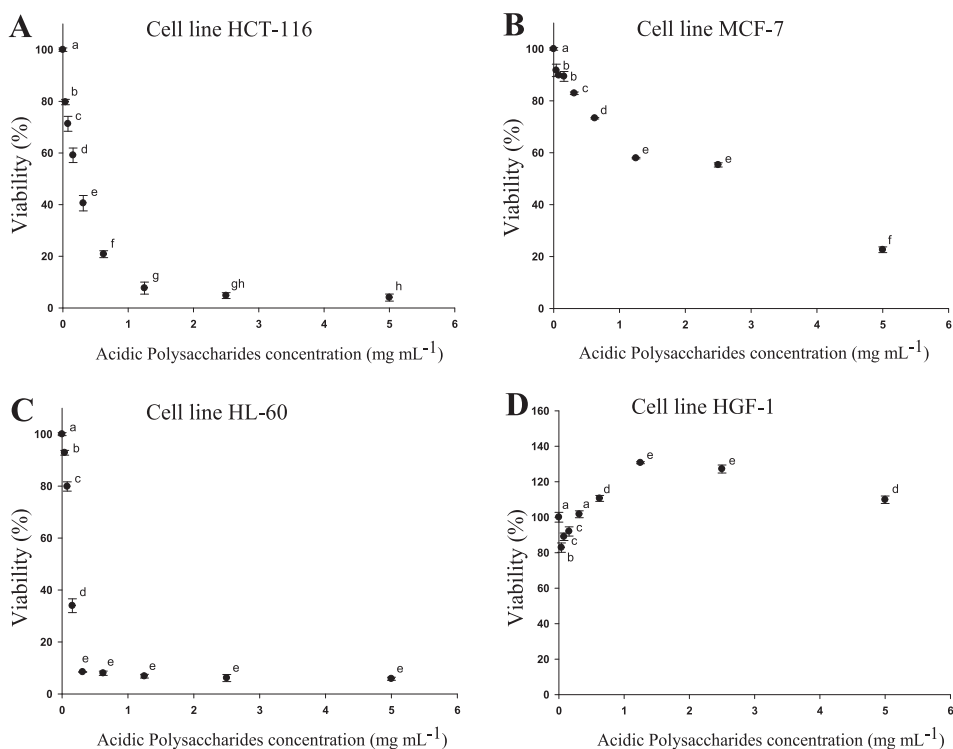 A
Cell line HCT-116
Viability (%)
100
80
60
40
20
0
a
b
c
d
e
f
g
gh
h
0 1 2 3 4 5 6
Acidic Polysaccharides concentration (mg mL-1)
B
Cell line MCF-7
Viability (%)
100
80
60
40
20
0
a
b
b
c
d
e
e
f
0 1 2 3 4 5 6
Acidic Polysaccharides concentration (mg mL-1)
C
Cell line HL-60
Viability (%)
100
80
60
40
20
0
a
b
c
d
e
e
e
e
e
0 1 2 3 4 5 6
Acidic Polysaccharides concentration (mg mL-1)
D
Cell line HGF-1
Viability (%)
160
140
120
100
80
60
40
20
0
a
b
c
c
a
d
e
e
d
0 1 2 3 4 5 6
Acidic Polysaccharides concentration (mg mL-1)